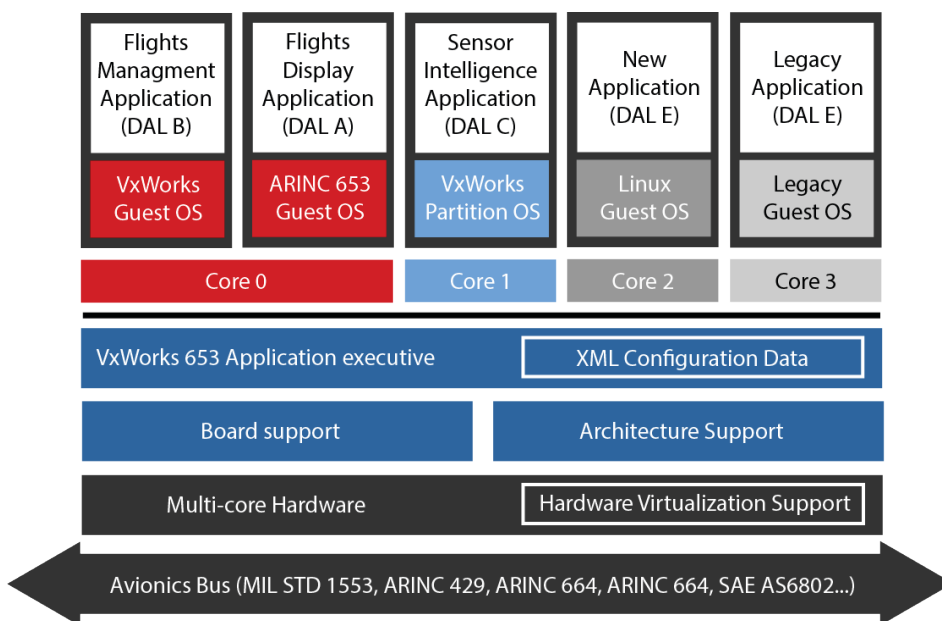 Flights
Managment
Application
(DAL B)
Flights
Display
Application
(DAL A)
Sensor
Intelligence
Application
(DAL C)
New
Application
(DAL E)
Legacy
Application
(DAL E)
VxWorks
Guest OS
ARINC 653
Guest OS
VxWorks
Partition OS
Linux
Guest OS
Legacy
Guest OS
Core 0
Core 1
Core 2
Core 3
VxWorks 653 Application executive
XML Configuration Data
Board support
Architecture Support
Multi-core Hardware
Hardware Virtualization Support
Avionics Bus (MIL STD 1553, ARINC 429, ARINC 664, ARINC 664, SAE AS6802...)